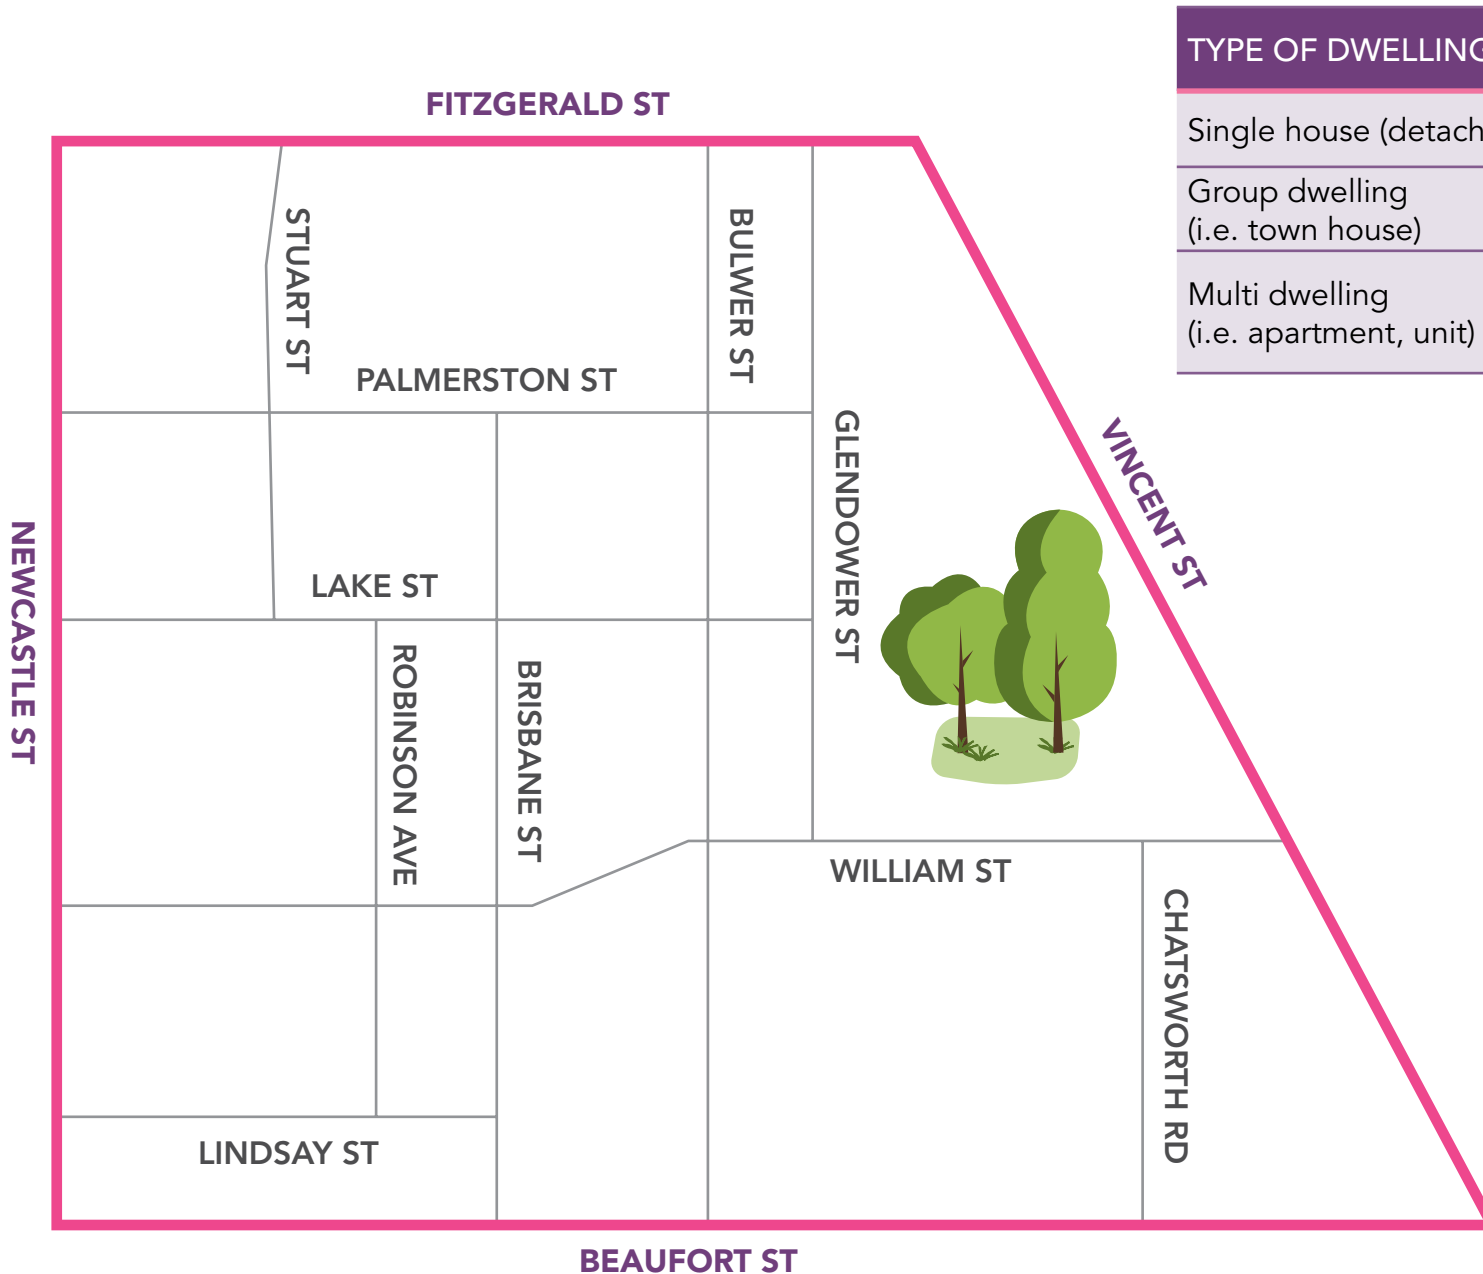 TYPE OF DWELLING
Single house (detach
Group dwelling
(i.e. town house)
Multi dwelling
(i.e. apartment, unit)
FITZGERALD ST
STUART ST
BULWER ST
PALMERSTON ST
GLENDOWER ST
VINCENT ST
NEWCASTLE ST
LAKE ST
ROBINSON AVE
BRISBANE ST
WILLIAM ST
CHATSWORTH RD
LINDSAY ST
BEAUFORT ST